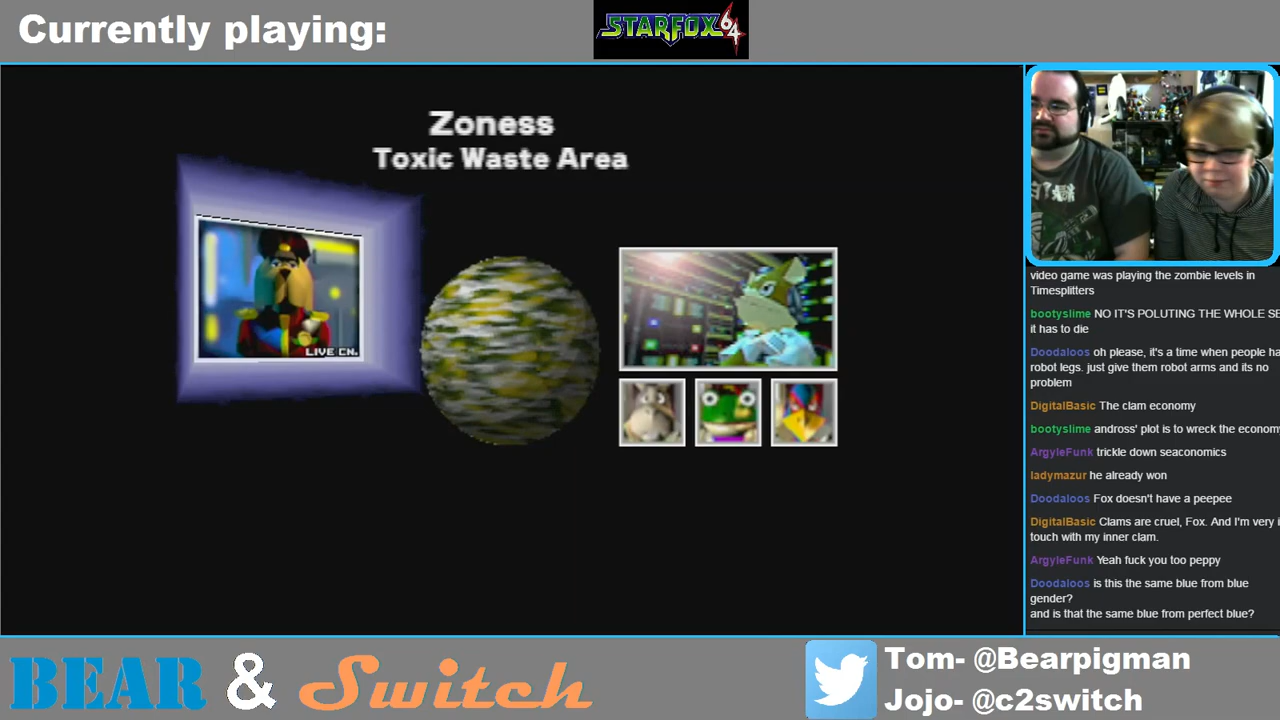 Currently playing:
STARFOX 64
Zoness
Toxic Waste Area
LIVE CN.
video game was playing the zombie levels in
Timesplitters
bootyslime NO IT'S POLUTING THE WHOLE SE
it has to die
Doodaloos oh please, it's a time when people ha
robot legs. just give them robot arms and its no
problem
DigitalBasic The clam economy
bootyslime andross' plot is to wreck the econom
ArgyleFunk trickle down seaconomics
ladymazur he already won
Doodaloos Fox doesn't have a peepee
DigitalBasic Clams are cruel, Fox. And I'm very i
touch with my inner clam.
ArgyleFunk Yeah fuck you too peppy
Doodaloos is this the same blue from blue
gender?
and is that the same blue from perfect blue?
BEAR & Switch
Tom- @Bearpigman
Jojo- @c2switch